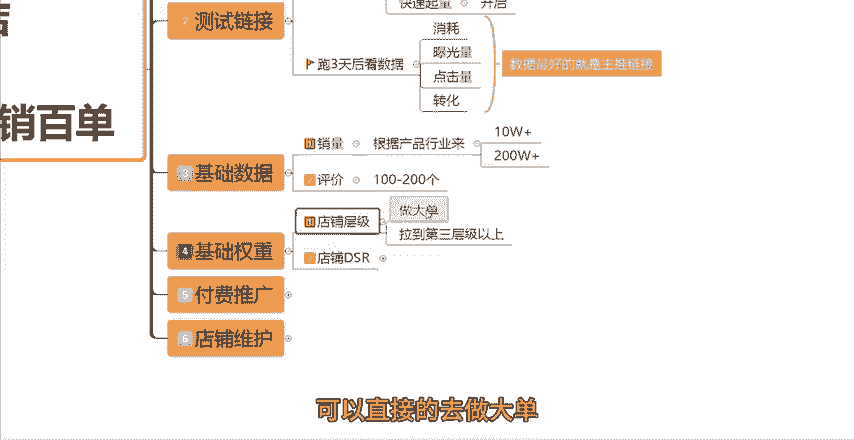 快速起量 开启
测试链接
消耗
曝光量
跑3天后看数据
点击量
数据最好的就是主推链接
转化
销百单
10W+
销量 根据产品行业来
200W+
3 基础数据
评价 100-200个
做大单
店铺层级
拉到第三层级以上
4 基础权重
店铺DSR
5 付费推广
6 店铺维护
可以直接的去做大单